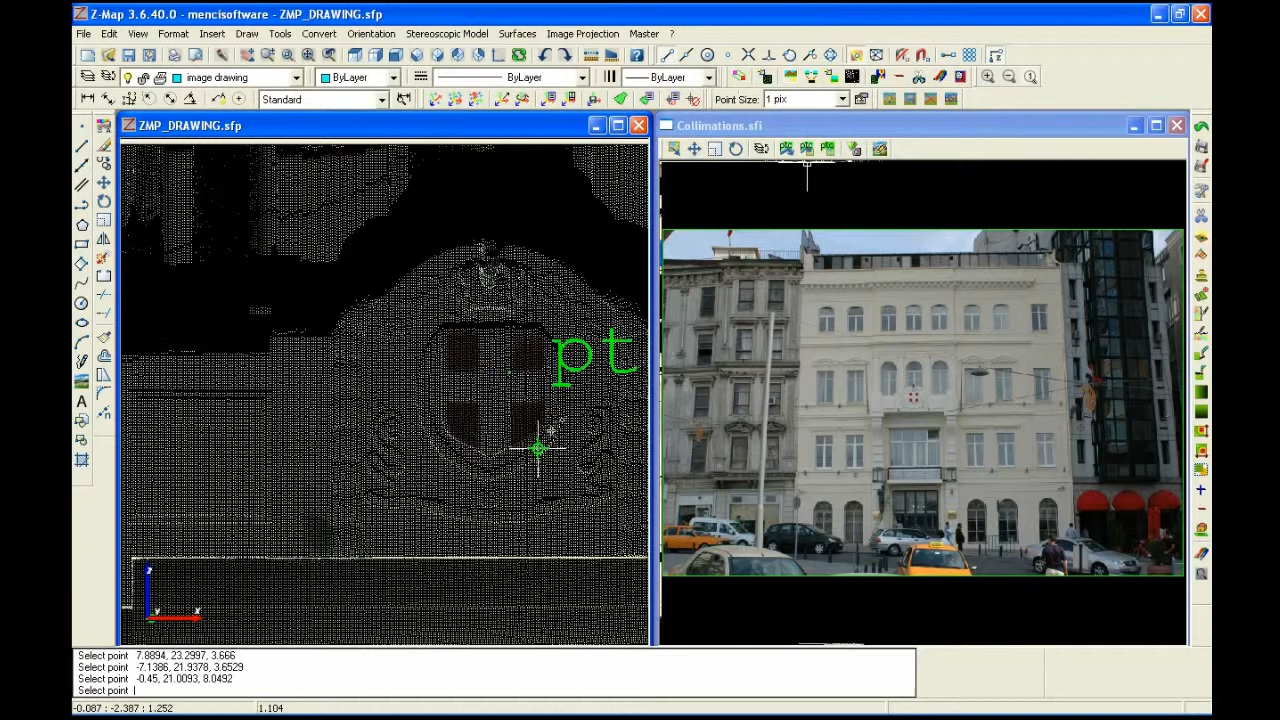 Z-Map 3.6.40.0 - mencisoftware - ZMP_DRAWING.sfp
File Edit View Format Insert Draw Tools Convert Orientation Stereoscopic Model Surfaces Image Projection Master ?
image drawing ByLayer ByLayer ByLayer
Standard Point Size: 1 pix
ZMP_DRAWING.sfp
Collimations.sfi
pt
z
y x
Select point 7.8894, 23.2997, 3.666
Select point -7.1386, 21.9378, 3.6529
Select point -0.45, 21.0093, 8.0492
Select point
-0.087 : -2.387 : 1.252 1.104